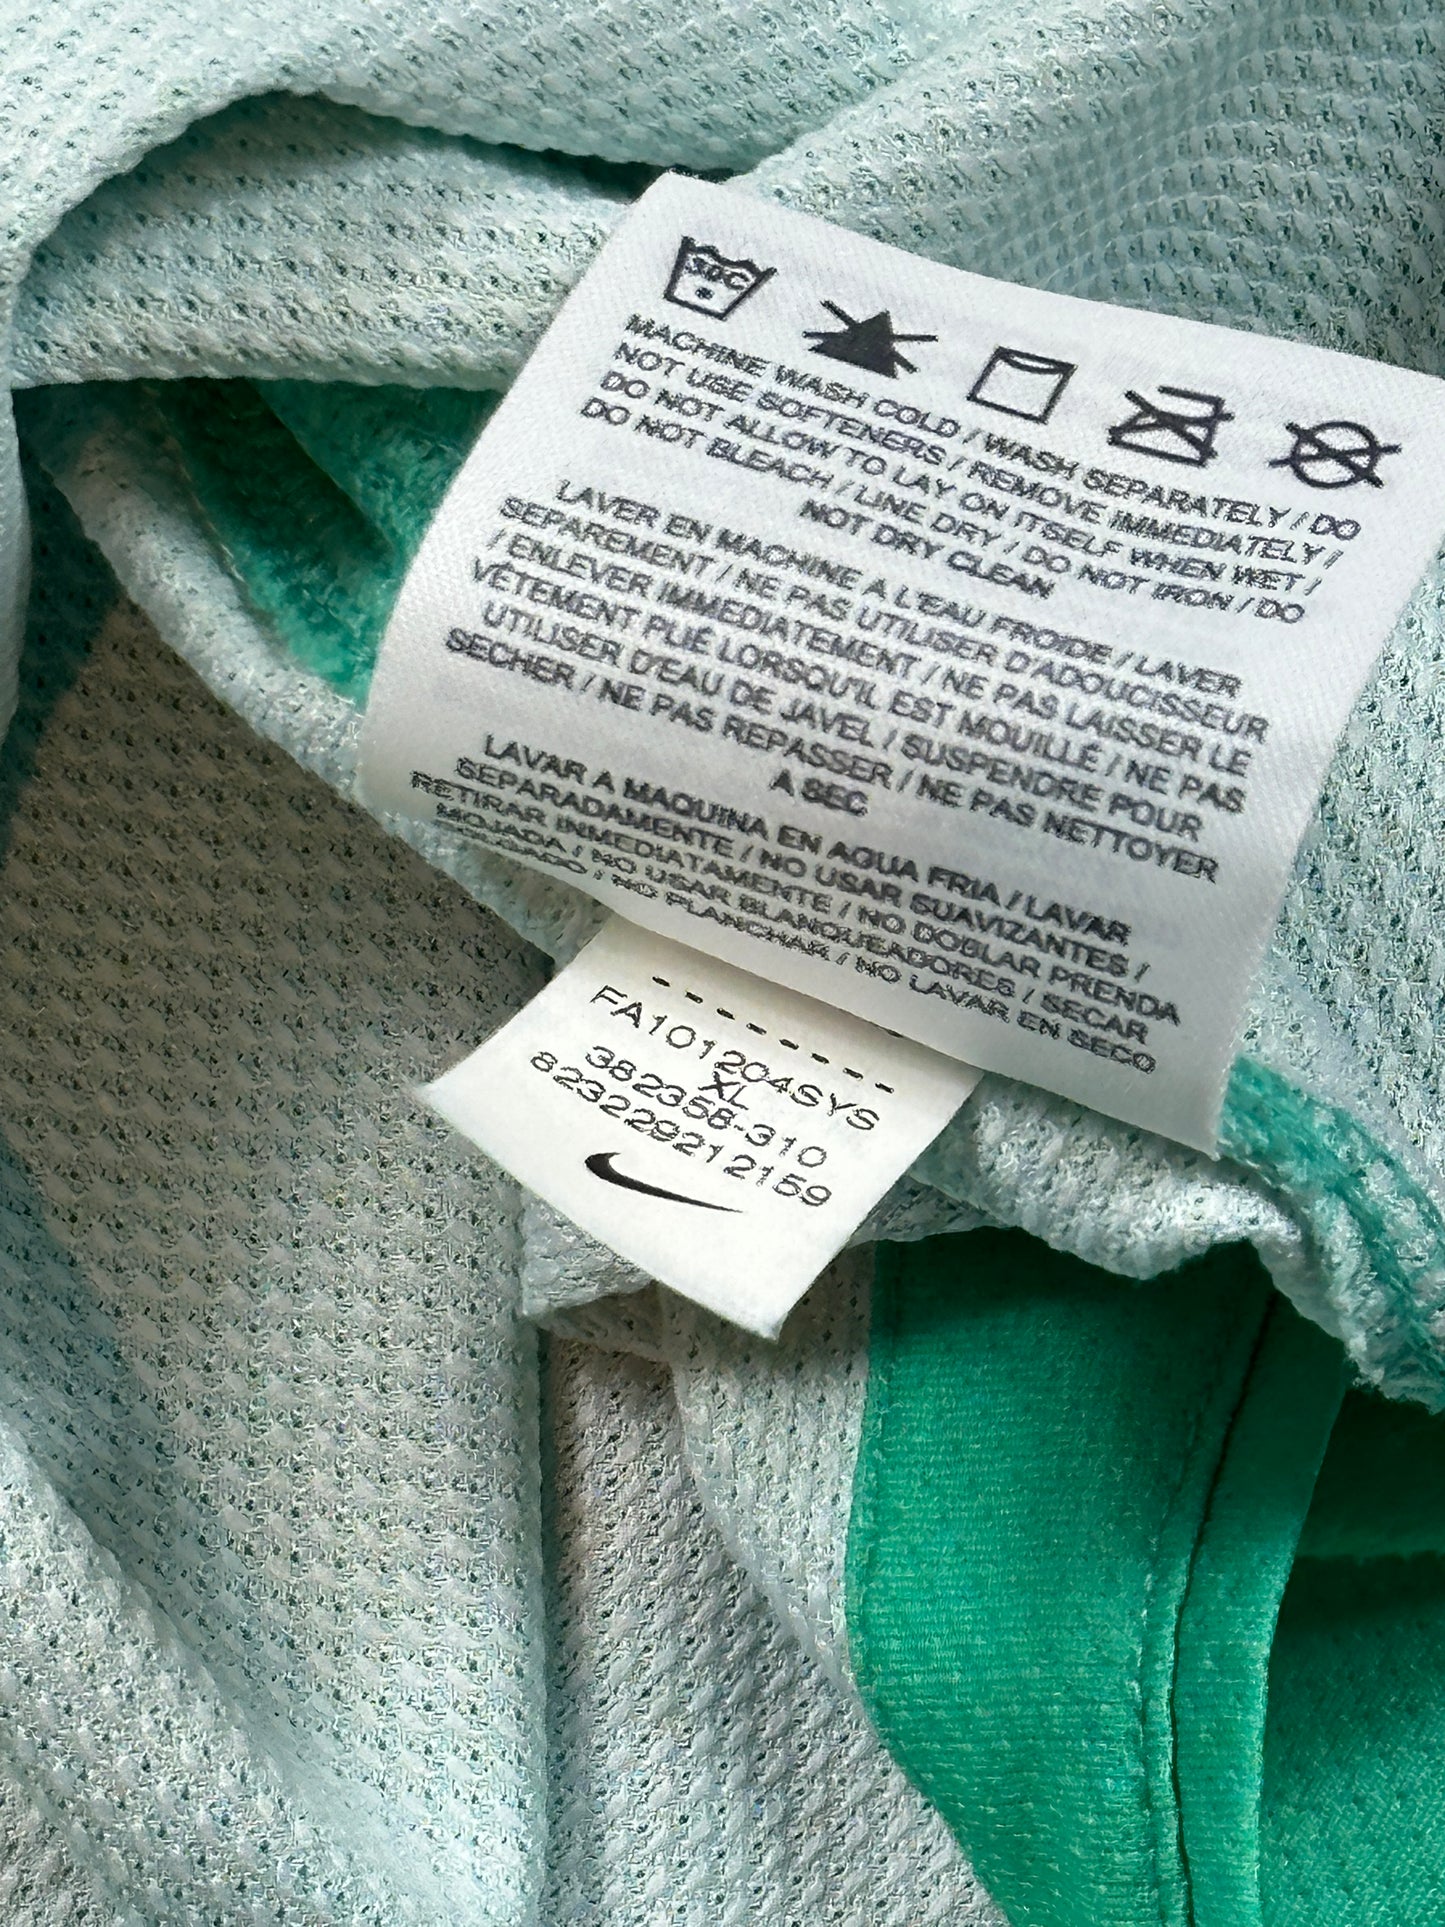 30°C
MACHINE WASH COLD / WASH SEPARATELY / DO
NOT USE SOFTENERS / REMOVE IMMEDIATELY /
DO NOT ALLOW TO LAY ON ITSELF WHEN WET /
DO NOT BLEACH / LINE DRY / DO NOT IRON / DO
NOT DRY CLEAN
LAVER EN MACHINE A L'EAU FROIDE / LAVER
SEPAREMENT / NE PAS UTILISER D'ADOUCISSEUR
/ ENLEVER IMMEDIATEMENT / NE PAS LAISSER LE
VÊTEMENT PLIÉ LORSQU'IL EST MOUILLÉ / NE PAS
UTILISER D'EAU DE JAVEL / SUSPENDRE POUR
SECHER / NE PAS REPASSER / NE PAS NETTOYER
A SEC
LAVAR A MAQUINA EN AGUA FRIA / LAVAR
SEPARADAMENTE / NO USAR SUAVIZANTES /
RETIRAR INMEDIATAMENTE / NO DOBLAR PRENDA
MOJADA / NO USAR BLANQUEADORES / SECAR
/ NO PLANCHAR / NO LAVAR EN SECO
FA101204SYS
XL
382358-310
823229212159